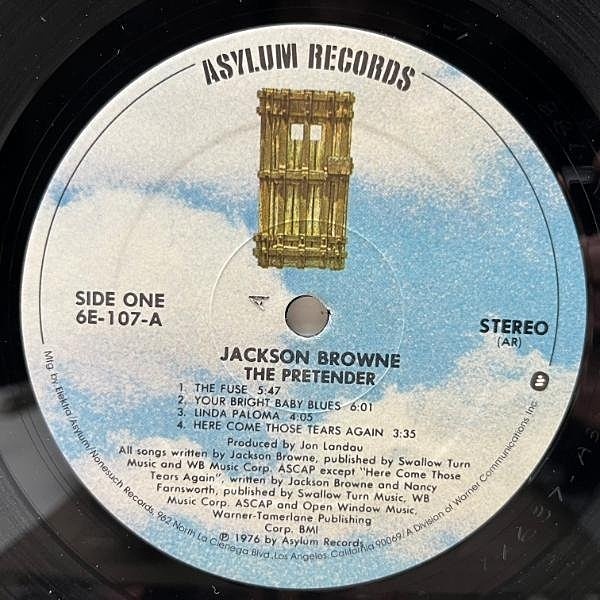 ASYLUM RECORDS
SIDE ONE
6E-107-A
STEREO
(AR)
JACKSON BROWNE
THE PRETENDER
1. THE FUSE 5:47
2. YOUR BRIGHT BABY BLUES 6:01
3. LINDA PALOMA 4:05
4. HERE COME THOSE TEARS AGAIN 3:35
Produced by Jon Landau
All songs written by Jackson Browne, published by Swallow Turn
Music and WB Music Corp. ASCAP except "Here Come Those
Tears Again", written by Jackson Browne and Nancy
Farnsworth, published by Swallow Turn Music, WB
Music Corp. ASCAP and Open Window Music,
Warner-Tamerlane Publishing
Corp. BMI
℗ 1976 by Asylum Records
Mfg. by Elektra/Asylum/Nonesuch Records, 962 North La Cienega Blvd., Los Angeles, California 90069/A Division of Warner Communications Inc.